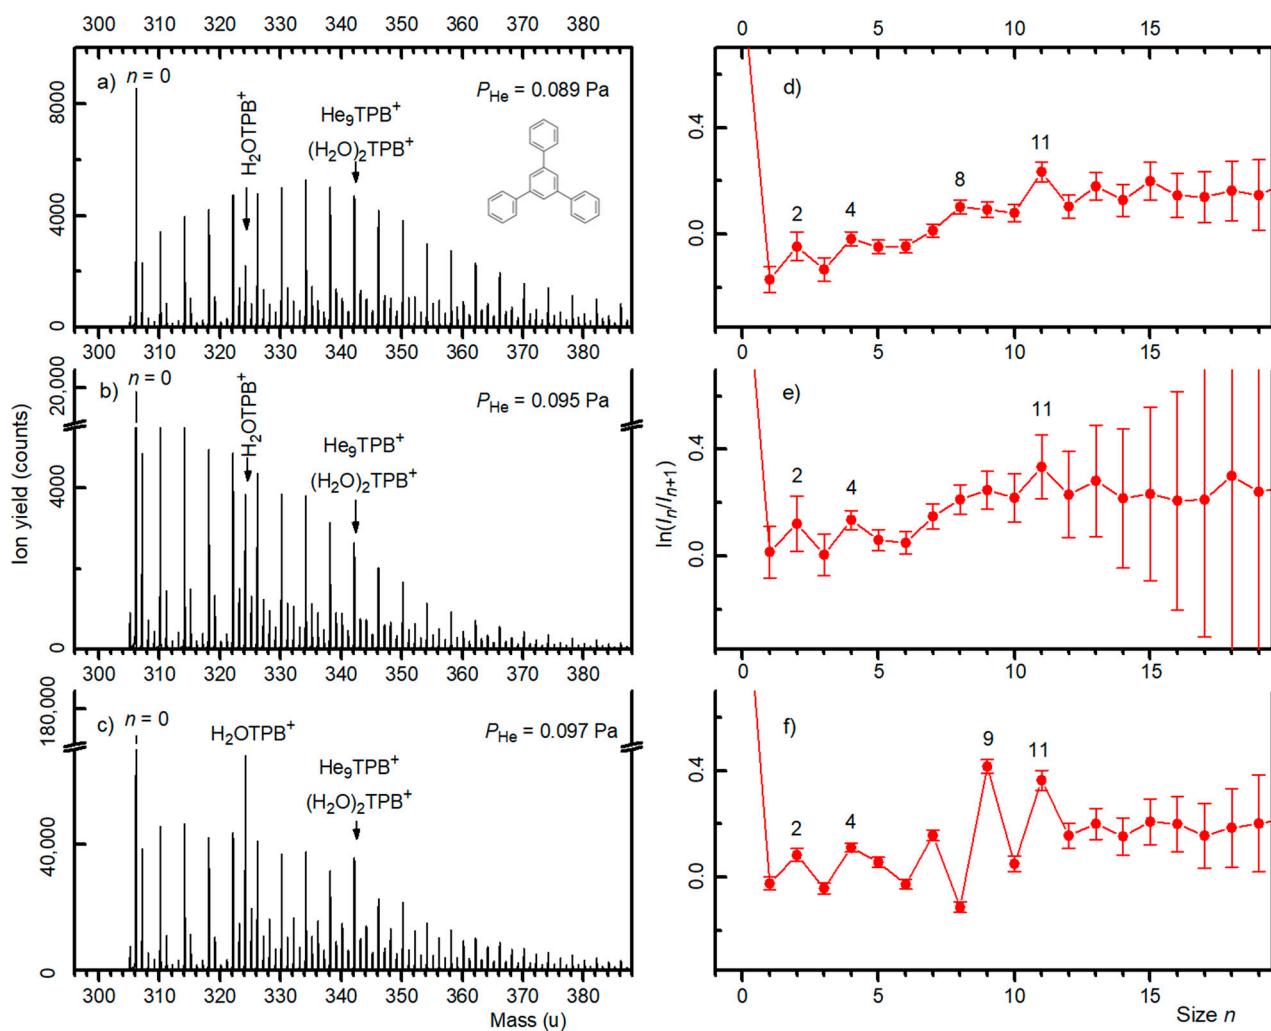 300 310 320 330 340 350 360 370 380
0 5 10 15
a) n = 0
P_He = 0.089 Pa
H₂OTPB⁺
He₉TPB⁺
(H₂O)₂TPB⁺
8000
4000
0
300 310 320 330 340 350 360 370 380
d)
0.4
0.0
2 4 8 11
0 5 10 15
b) n = 0
P_He = 0.095 Pa
H₂OTPB⁺
He₉TPB⁺
(H₂O)₂TPB⁺
20,000
4000
0
Ion yield (counts)
300 310 320 330 340 350 360 370 380
e)
0.4
0.0
2 4 11
ln(Iₙ/Iₙ₊₁)
0 5 10 15
c) n = 0
P_He = 0.097 Pa
H₂OTPB⁺
He₉TPB⁺
(H₂O)₂TPB⁺
180,000
40,000
0
300 310 320 330 340 350 360 370 380
Mass (u)
f)
0.4
0.0
2 4 9 11
0 5 10 15
Size n